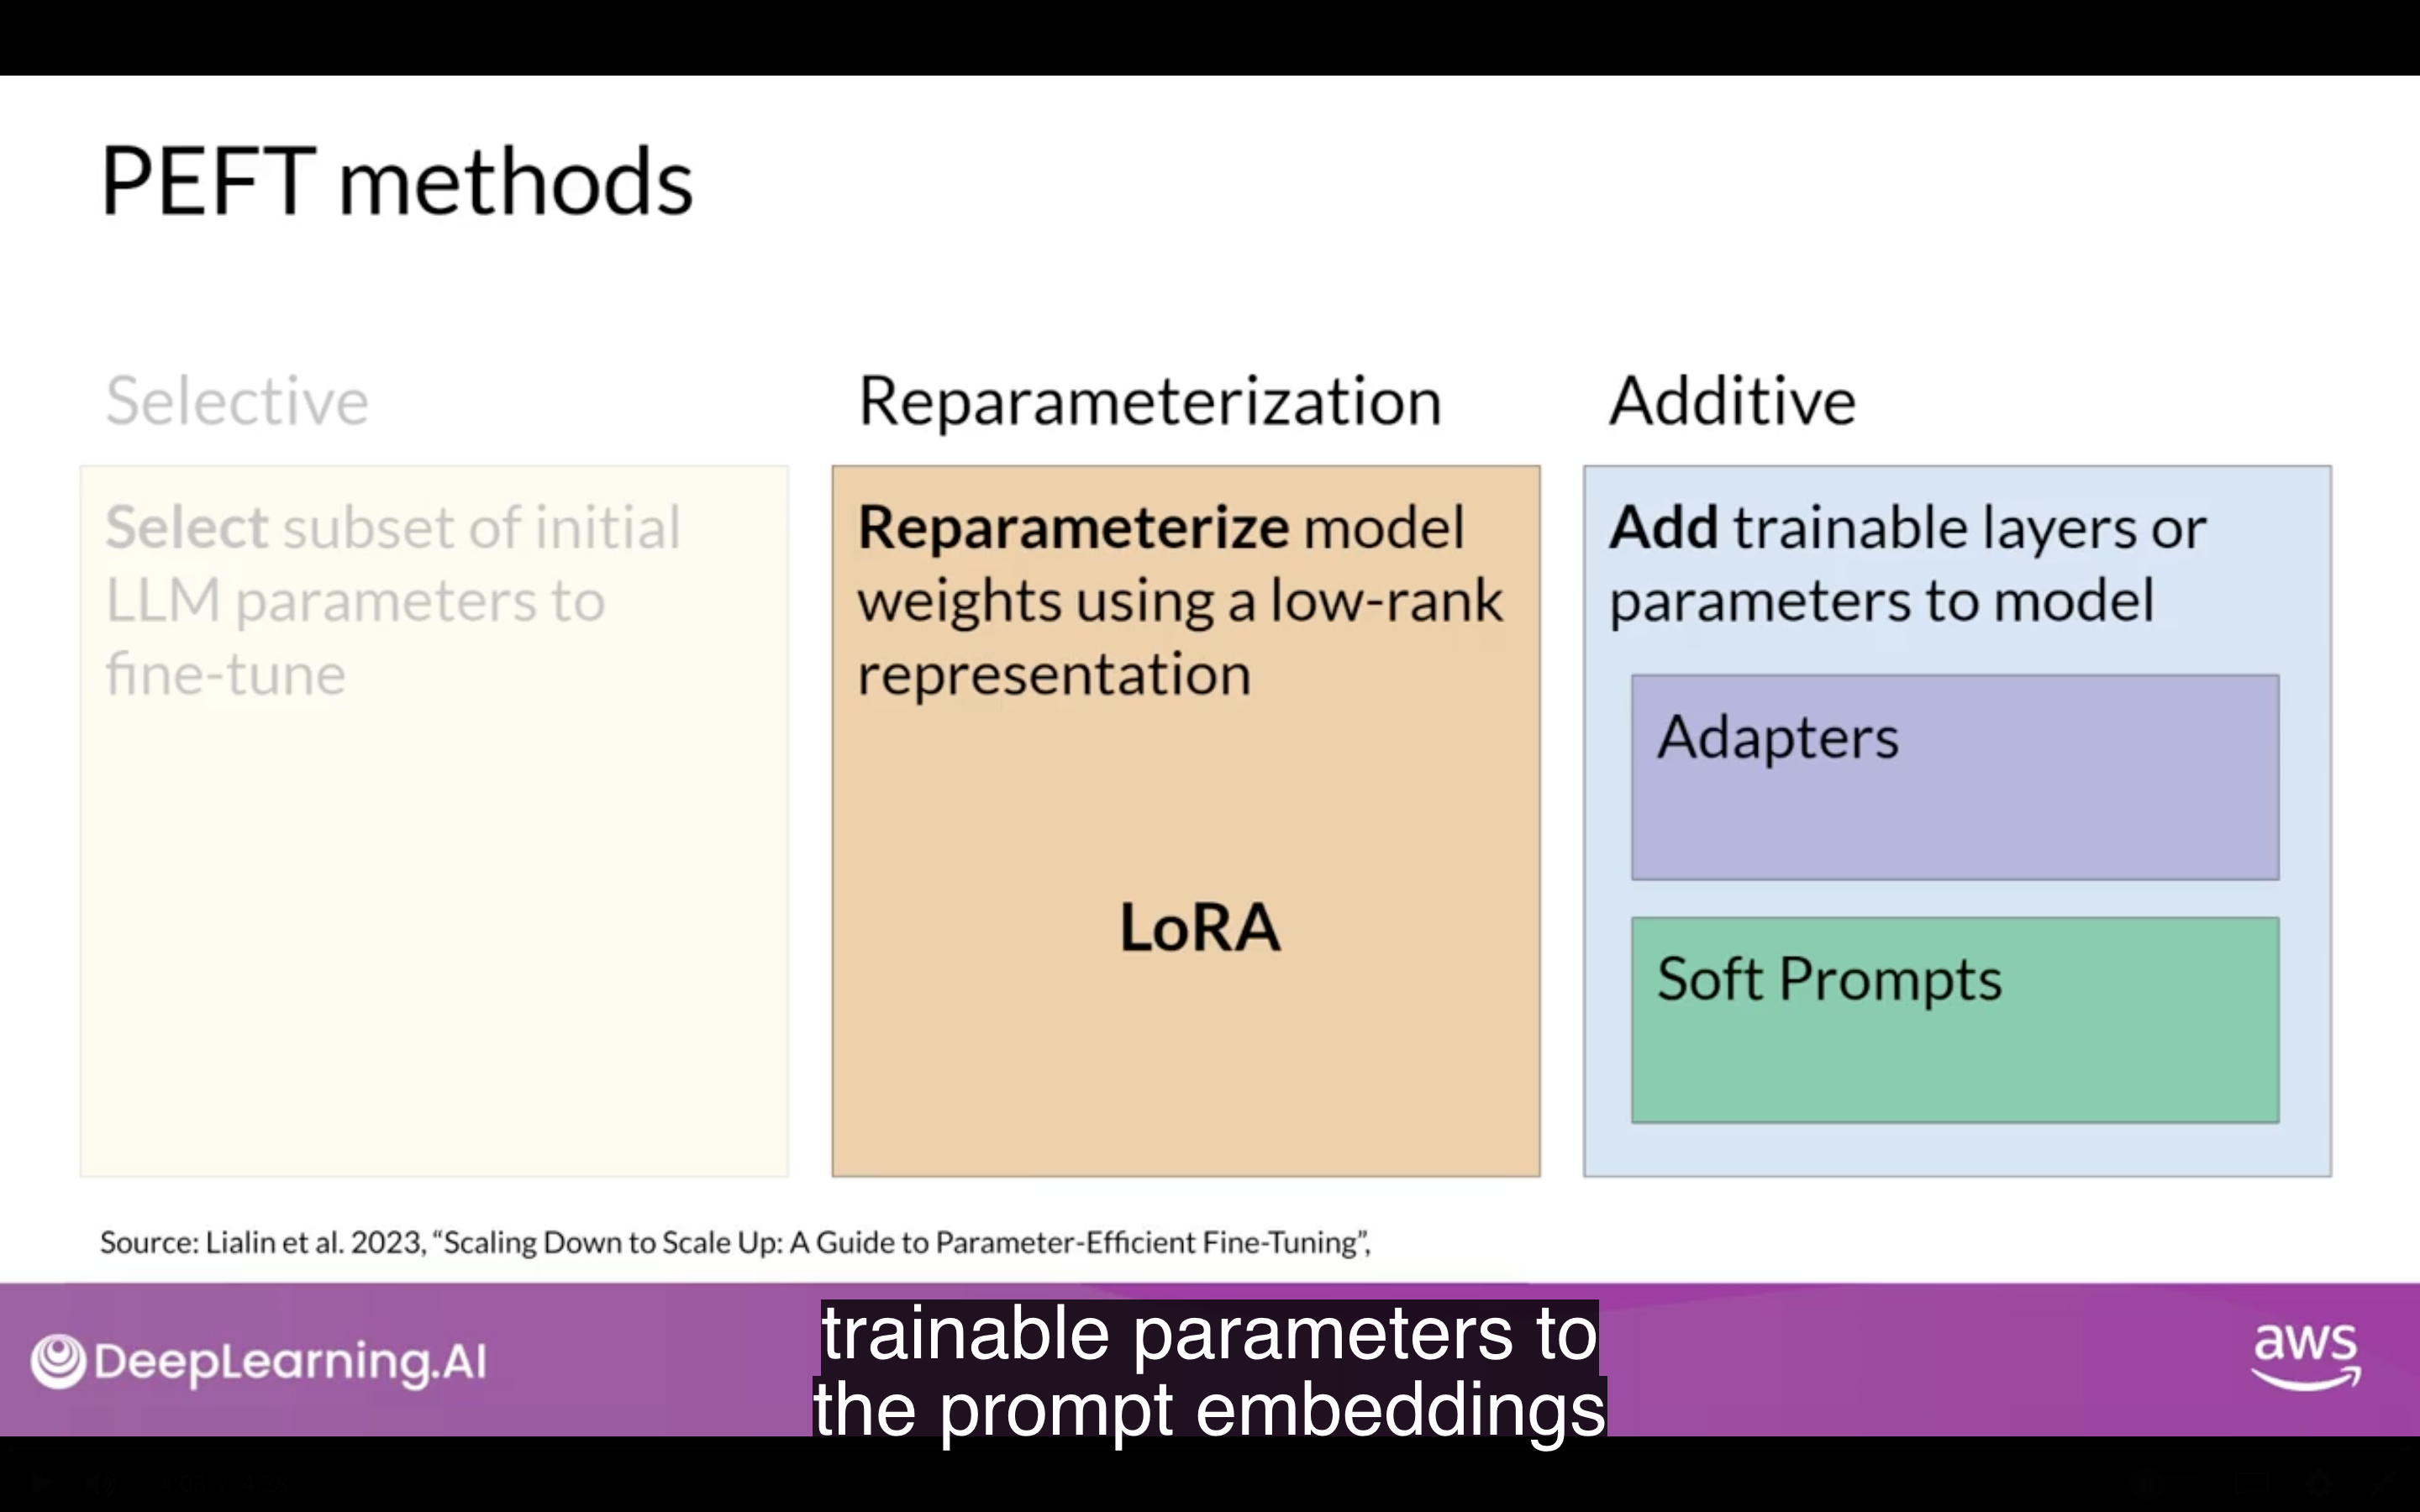 PEFT methods
Selective
Select subset of initial
LLM parameters to
fine-tune
Reparameterization
Reparameterize model
weights using a low-rank
representation
LoRA
Additive
Add trainable layers or
parameters to model
Adapters
Soft Prompts
Source: Lialin et al. 2023, “Scaling Down to Scale Up: A Guide to Parameter-Efficient Fine-Tuning”,
DeepLearning.AI
trainable parameters to
the prompt embeddings
aws